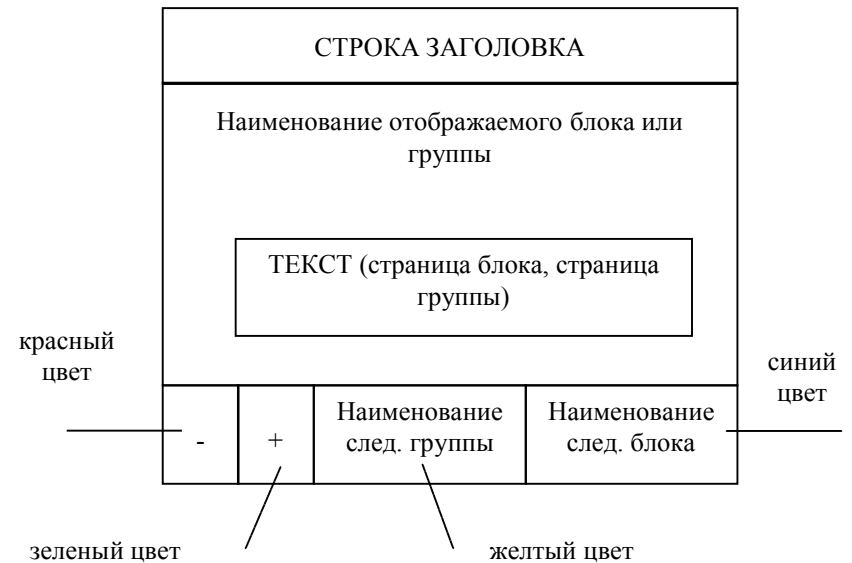 СТРОКА ЗАГОЛОВКА
Наименование отображаемого блока или
группы
ТЕКСТ (страница блока, страница
группы)
красный
цвет
синий
цвет
-
+
Наименование
след. группы
Наименование
след. блока
зеленый цвет
желтый цвет